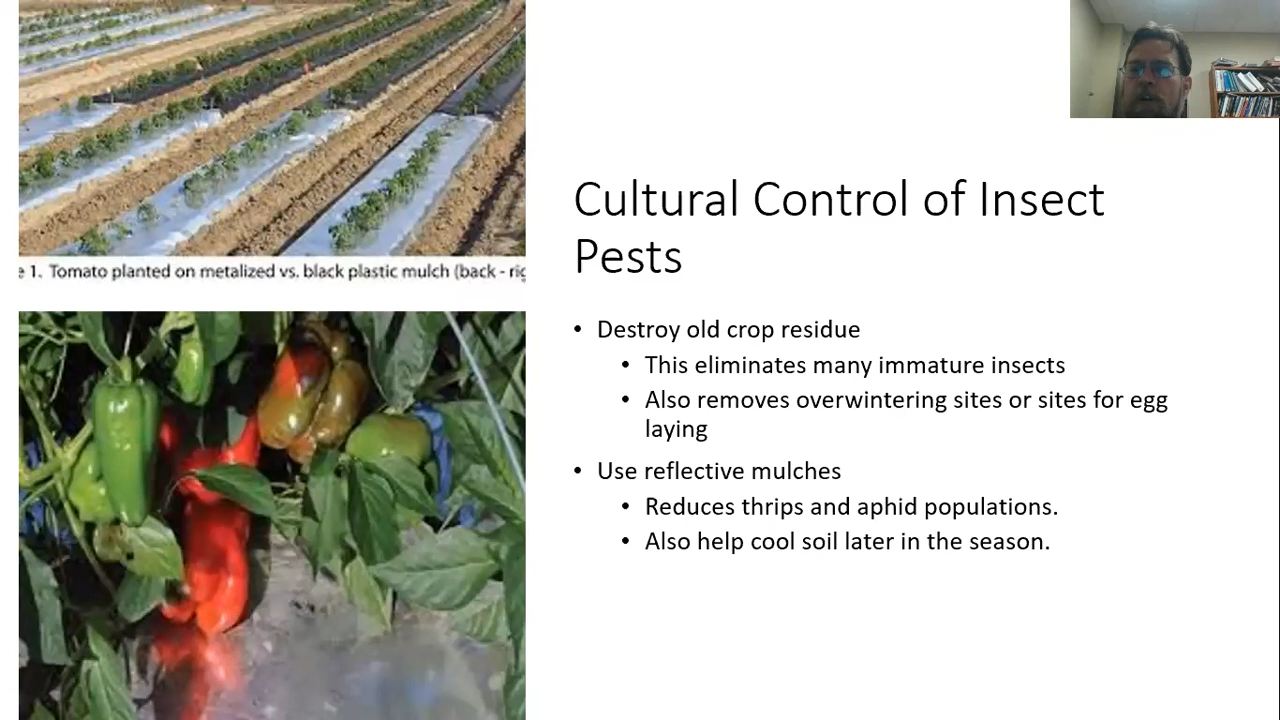 e 1. Tomato planted on metalized vs. black plastic mulch (back - rig
Cultural Control of Insect
Pests
• Destroy old crop residue
• This eliminates many immature insects
• Also removes overwintering sites or sites for egg
laying
• Use reflective mulches
• Reduces thrips and aphid populations.
• Also help cool soil later in the season.